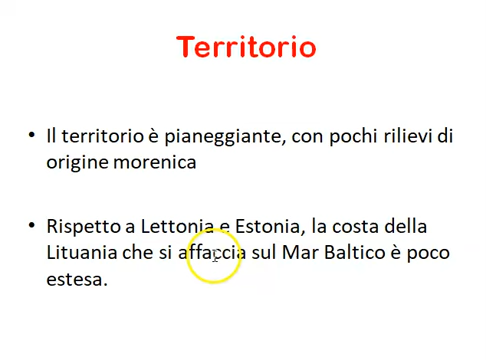 Territorio
• Il territorio è pianeggiante, con pochi rilievi di
origine morenica
• Rispetto a Lettonia e Estonia, la costa della
Lituania che si affaccia sul Mar Baltico è poco
estesa.